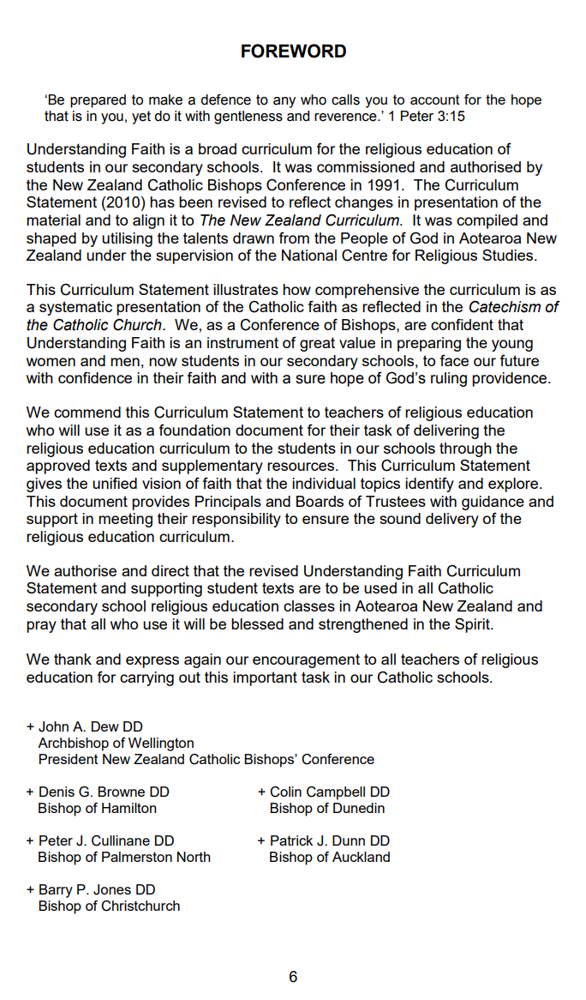 FOREWORD
‘Be prepared to make a defence to any who calls you to account for the hope
that is in you, yet do it with gentleness and reverence.’ 1 Peter 3:15
Understanding Faith is a broad curriculum for the religious education of
students in our secondary schools.  It was commissioned and authorised by
the New Zealand Catholic Bishops Conference in 1991.  The Curriculum
Statement (2010) has been revised to reflect changes in presentation of the
material and to align it to The New Zealand Curriculum.  It was compiled and
shaped by utilising the talents drawn from the People of God in Aotearoa New
Zealand under the supervision of the National Centre for Religious Studies.
This Curriculum Statement illustrates how comprehensive the curriculum is as
a systematic presentation of the Catholic faith as reflected in the Catechism of
the Catholic Church.  We, as a Conference of Bishops, are confident that
Understanding Faith is an instrument of great value in preparing the young
women and men, now students in our secondary schools, to face our future
with confidence in their faith and with a sure hope of God’s ruling providence.
We commend this Curriculum Statement to teachers of religious education
who will use it as a foundation document for their task of delivering the
religious education curriculum to the students in our schools through the
approved texts and supplementary resources.  This Curriculum Statement
gives the unified vision of faith that the individual topics identify and explore.
This document provides Principals and Boards of Trustees with guidance and
support in meeting their responsibility to ensure the sound delivery of the
religious education curriculum.
We authorise and direct that the revised Understanding Faith Curriculum
Statement and supporting student texts are to be used in all Catholic
secondary school religious education classes in Aotearoa New Zealand and
pray that all who use it will be blessed and strengthened in the Spirit.
We thank and express again our encouragement to all teachers of religious
education for carrying out this important task in our Catholic schools.
+ John A. Dew DD
Archbishop of Wellington
President New Zealand Catholic Bishops’ Conference
+ Denis G. Browne DD
Bishop of Hamilton
+ Colin Campbell DD
Bishop of Dunedin
+ Peter J. Cullinane DD
Bishop of Palmerston North
+ Patrick J. Dunn DD
Bishop of Auckland
+ Barry P. Jones DD
Bishop of Christchurch
6